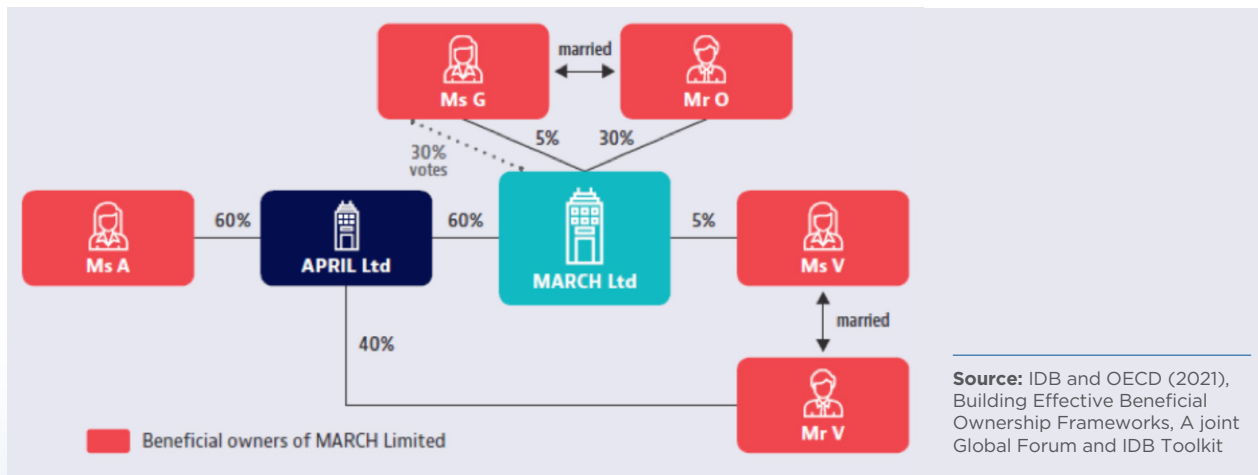 married
Ms G
Mr O
5%
30%
30%
votes
60%
60%
5%
Ms A
APRIL Ltd
MARCH Ltd
Ms V
married
40%
Mr V
Beneficial owners of MARCH Limited
Source: IDB and OECD (2021),
Building Effective Beneficial
Ownership Frameworks, A joint
Global Forum and IDB Toolkit